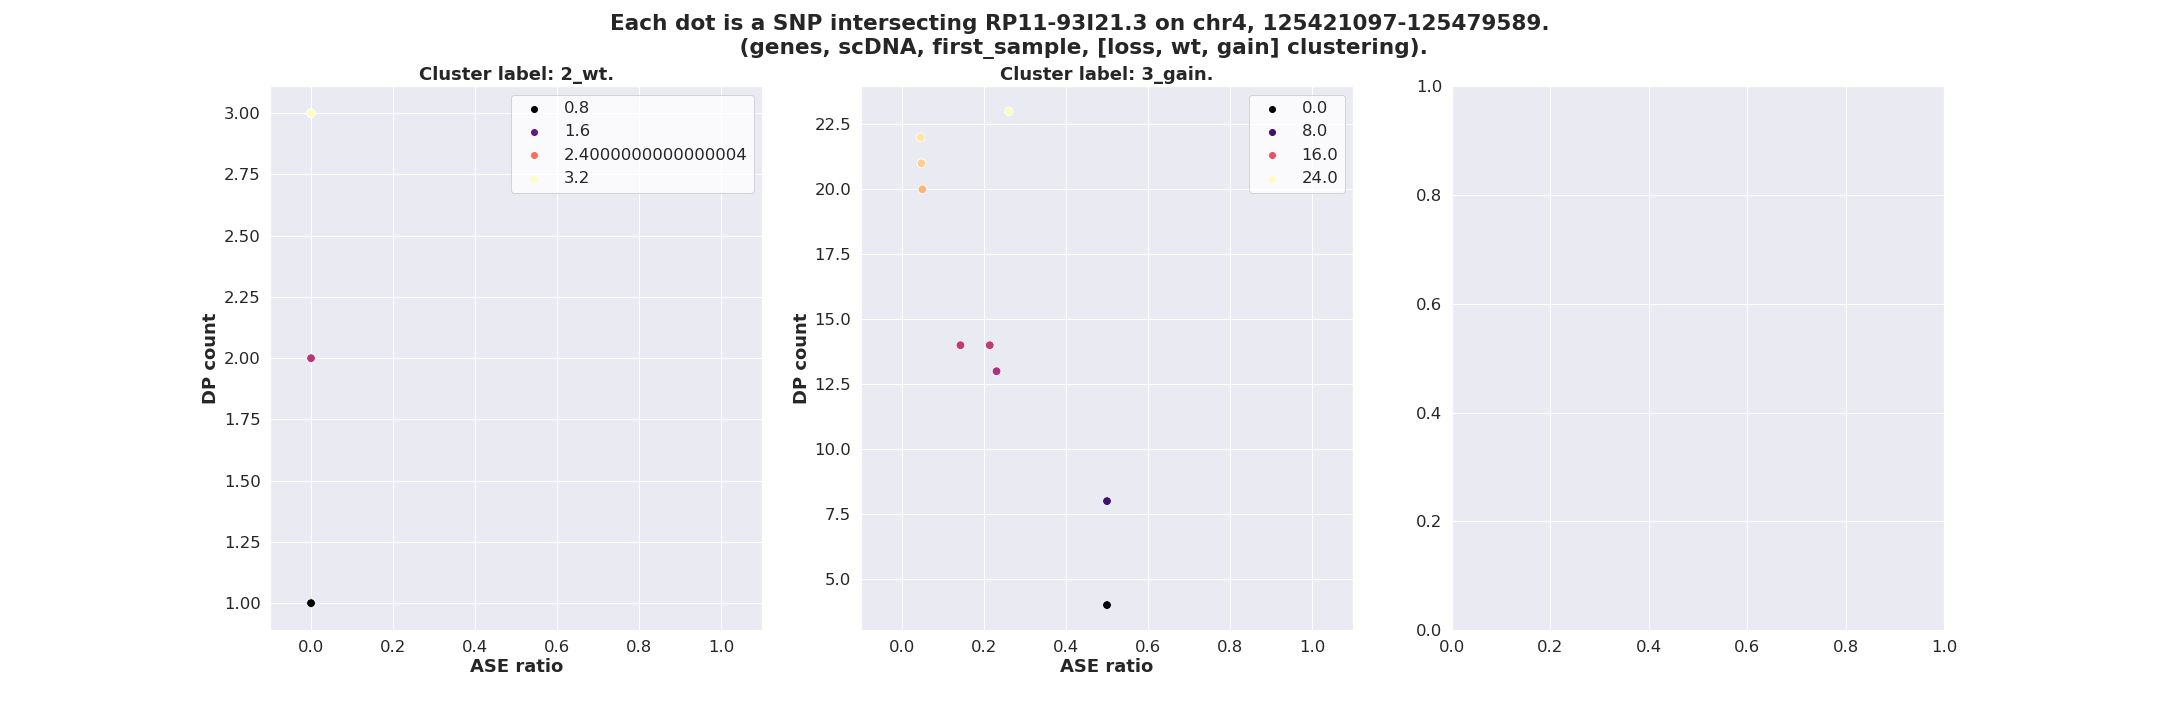 Each dot is a SNP intersecting RP11-93I21.3 on chr4, 125421097-125479589.
(genes, scDNA, first_sample, [loss, wt, gain] clustering).
Cluster label: 2_wt.
0.8
1.6
2.4000000000000004
3.2
3.00
2.75
2.50
2.25
2.00
1.75
1.50
1.25
1.00
DP count
0.0 0.2 0.4 0.6 0.8 1.0
ASE ratio
Cluster label: 3_gain.
0.0
8.0
16.0
24.0
22.5
20.0
17.5
15.0
12.5
10.0
7.5
5.0
DP count
0.0 0.2 0.4 0.6 0.8 1.0
ASE ratio
1.0
0.8
0.6
0.4
0.2
0.0
0.0 0.2 0.4 0.6 0.8 1.0